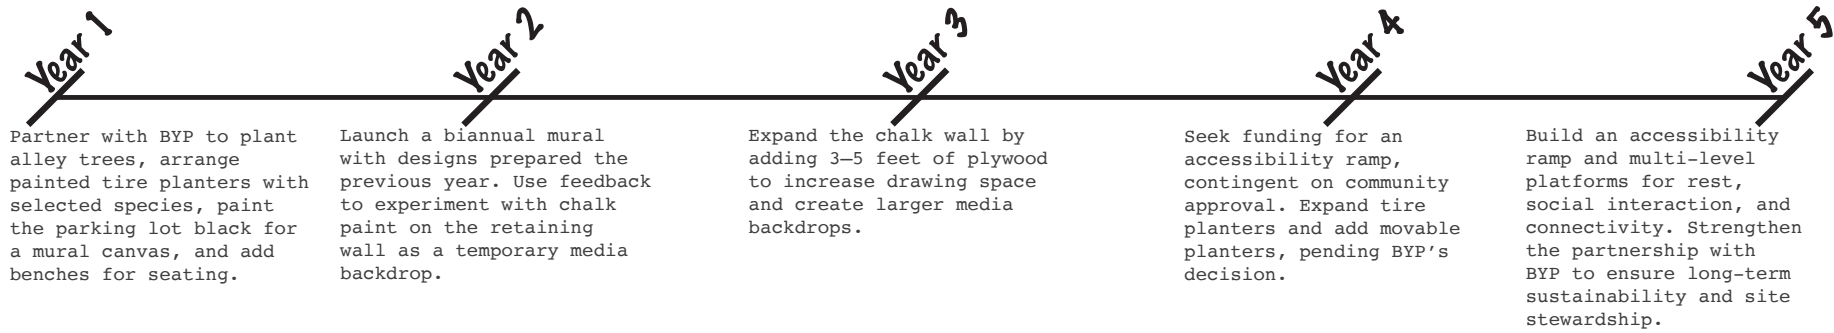 Year 1
Partner with BYP to plant
alley trees, arrange
painted tire planters with
selected species, paint
the parking lot black for
a mural canvas, and add
benches for seating.
Year 2
Launch a biannual mural
with designs prepared the
previous year. Use feedback
to experiment with chalk
paint on the retaining
wall as a temporary media
backdrop.
Year 3
Expand the chalk wall by
adding 3–5 feet of plywood
to increase drawing space
and create larger media
backdrops.
Year 4
Seek funding for an
accessibility ramp,
contingent on community
approval. Expand tire
planters and add movable
planters, pending BYP’s
decision.
Year 5
Build an accessibility
ramp and multi-level
platforms for rest,
social interaction, and
connectivity. Strengthen
the partnership with
BYP to ensure long-term
sustainability and site
stewardship.